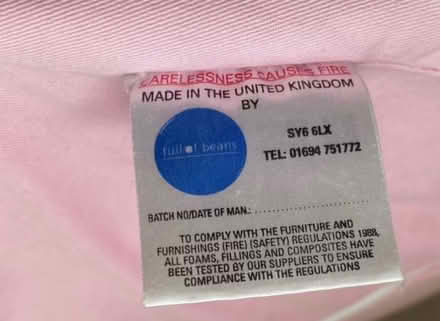 CARELESSNESS CAUSES FIRE
MADE IN THE UNITED KINGDOM
BY
full of beans
SY6 6LX
TEL: 01694 751772
BATCH NO/DATE OF MAN.: ................................
TO COMPLY WITH THE FURNITURE AND
FURNISHINGS (FIRE) (SAFETY) REGULATIONS 1988,
ALL FOAMS, FILLINGS AND COMPOSITES HAVE
BEEN TESTED BY OUR SUPPLIERS TO ENSURE
COMPLIANCE WITH THE REGULATIONS